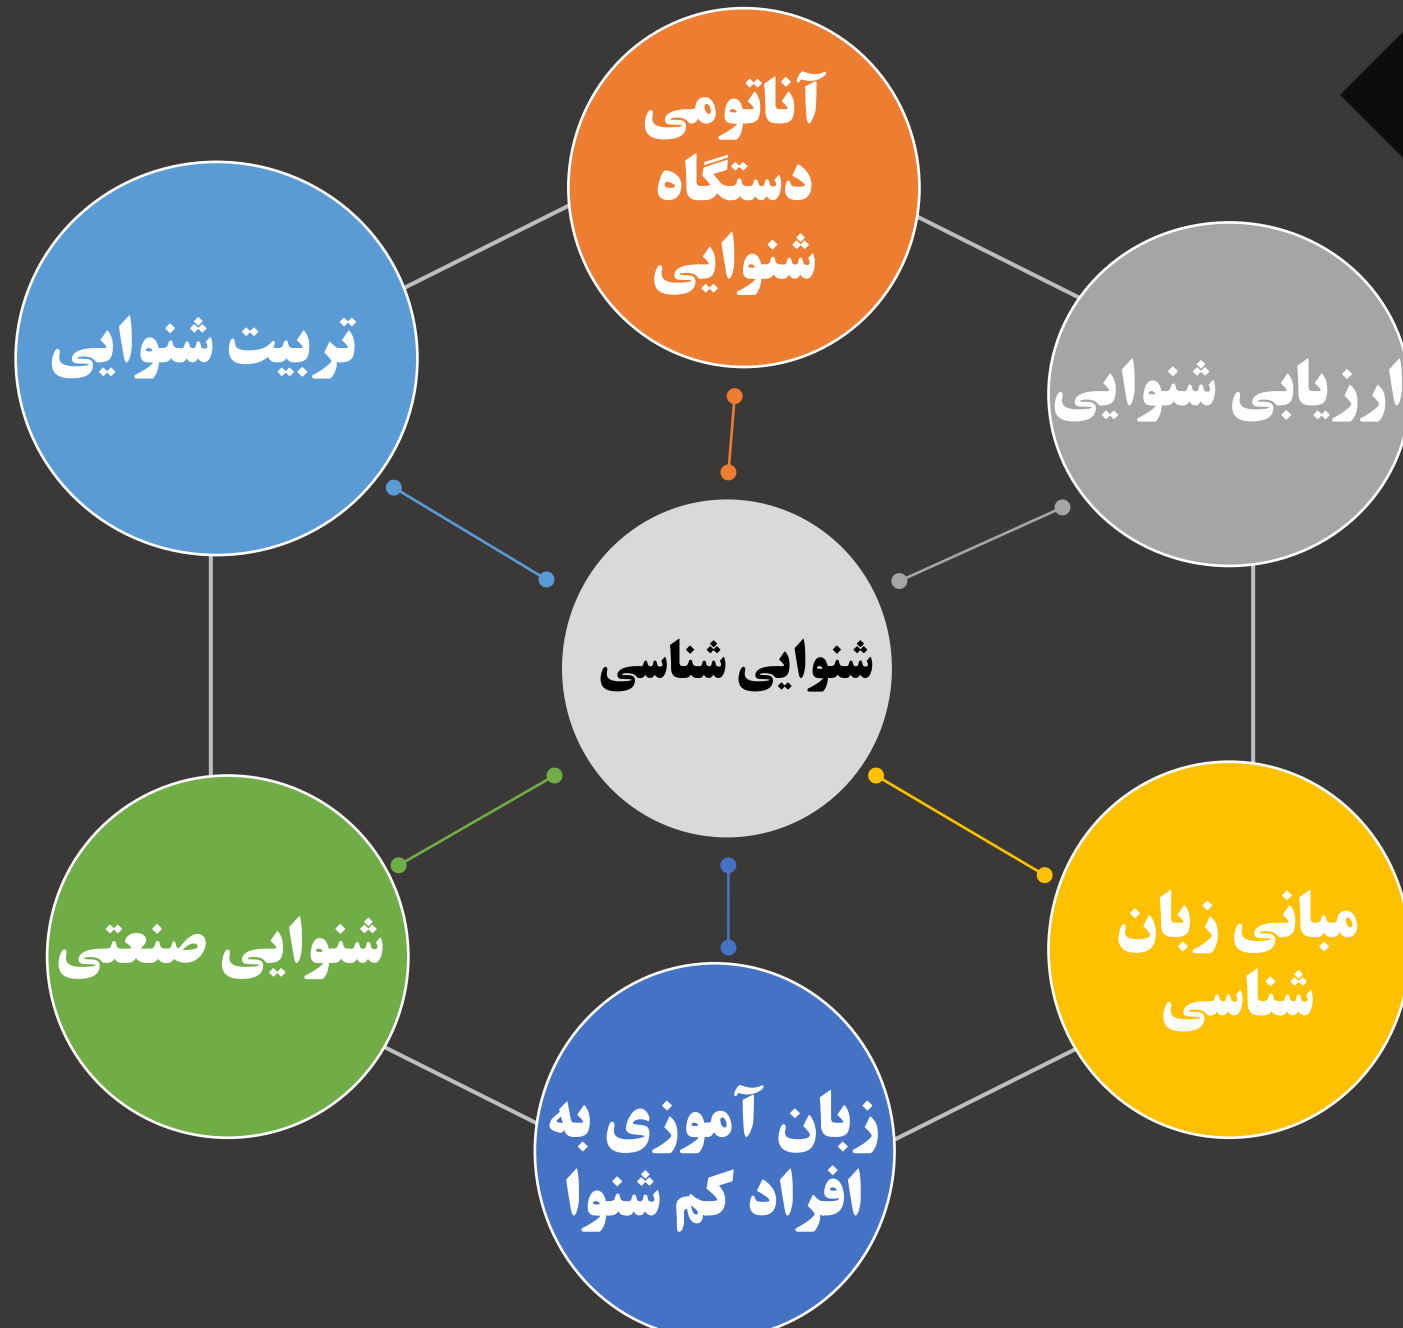 آناتومی
دستگاه
شنوایی
ارزیابی شنوایی
تربیت شنوایی
شنوایی شناسی
مبانی زبان
شناسی
شنوایی صنعتی
زبان آموزی به
افراد کم شنوا